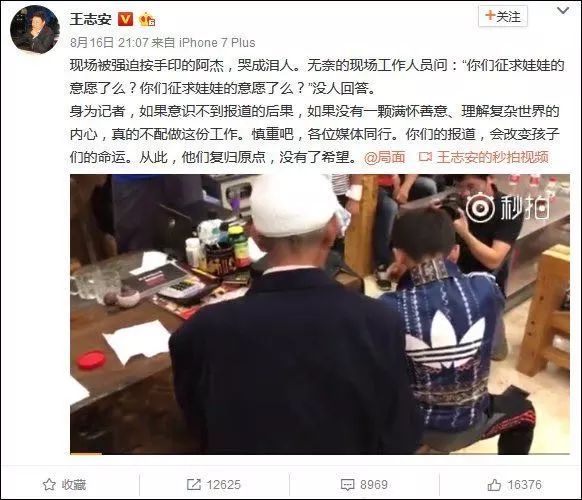 王志安
+关注
8月16日 21:07 来自 iPhone 7 Plus
现场被强迫按手印的阿杰，哭成泪人。无奈的现场工作人员问：“你们征求娃娃的
意愿了么？你们征求娃娃的意愿了么？”没人回答。
身为记者，如果意识不到报道的后果，如果没有一颗满怀善意、理解复杂世界的
内心，真的不配做这份工作。慎重吧，各位媒体同行。你们的报道，会改变孩子
们的命运。从此，他们复归原点，没有了希望。@局面 王志安的秒拍视频
秒拍
收藏 12625 8969 16376